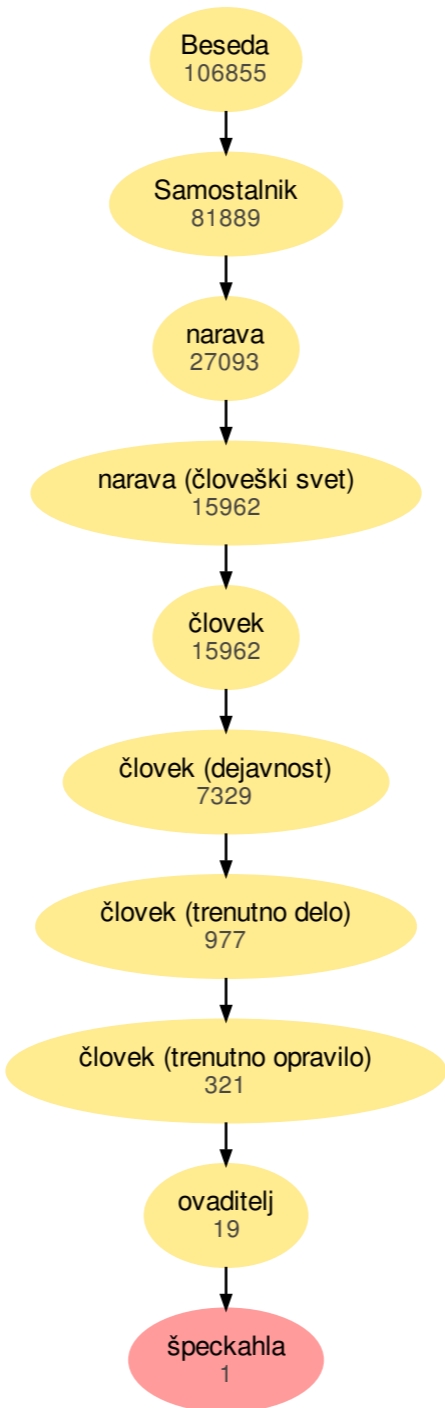 Beseda
106855
Samostalnik
81889
narava
27093
narava (človeški svet)
15962
človek
15962
človek (dejavnost)
7329
človek (trenutno delo)
977
človek (trenutno opravilo)
321
ovaditelj
19
špeckahla
1